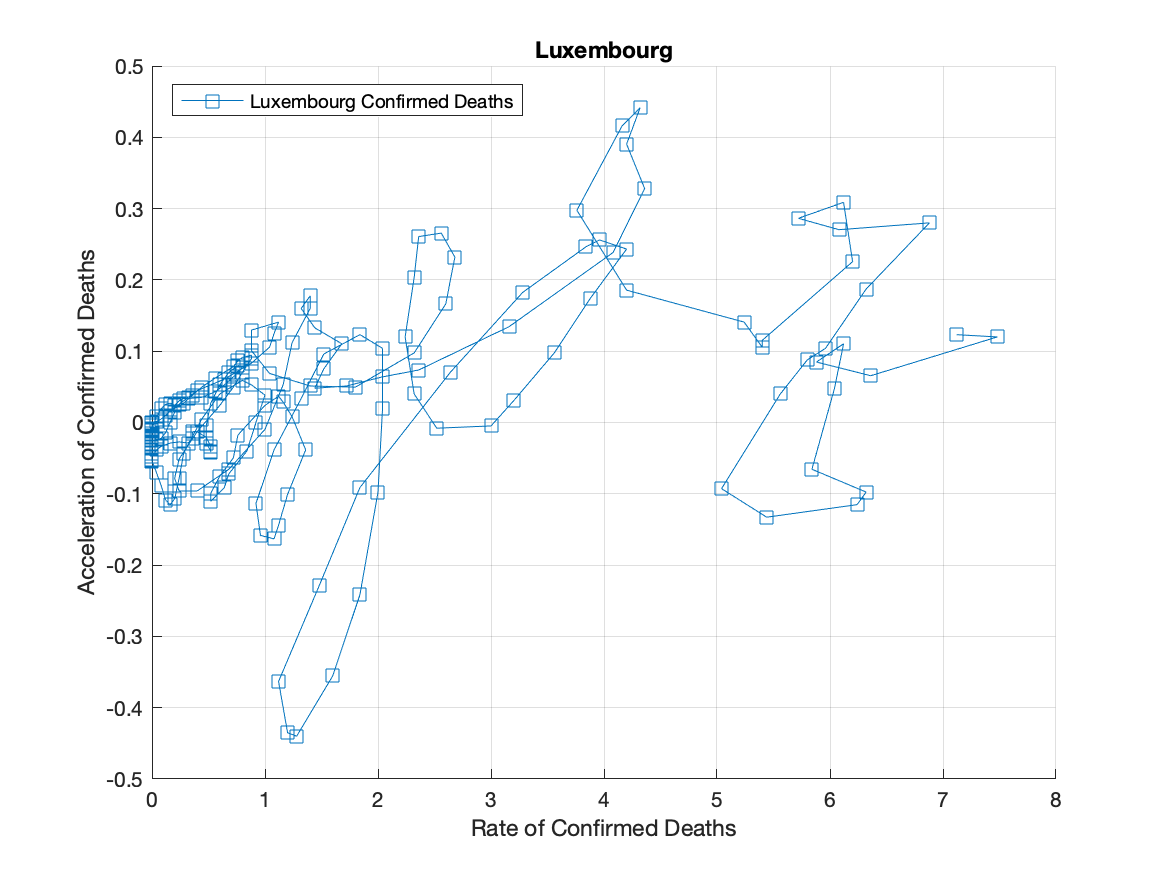 Luxembourg
Luxembourg Confirmed Deaths
0.5
0.4
0.3
0.2
0.1
0
-0.1
-0.2
-0.3
-0.4
-0.5
Acceleration of Confirmed Deaths
0 1 2 3 4 5 6 7 8
Rate of Confirmed Deaths